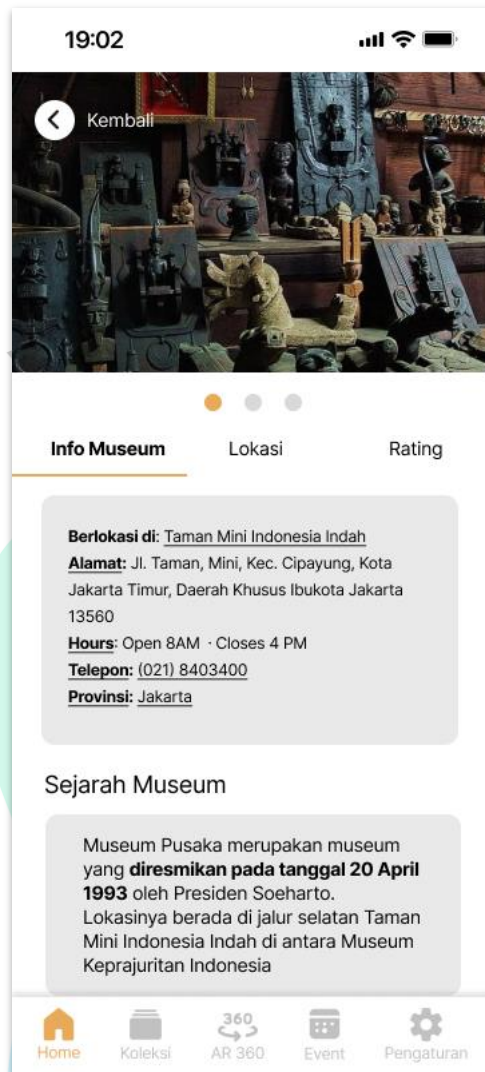 19:02
Kembali
Info Museum
Lokasi
Rating
Berlokasi di: Taman Mini Indonesia Indah
Alamat: Jl. Taman, Mini, Kec. Cipayung, Kota
Jakarta Timur, Daerah Khusus Ibukota Jakarta
13560
Hours: Open 8AM · Closes 4 PM
Telepon: (021) 8403400
Provinsi: Jakarta
Sejarah Museum
Museum Pusaka merupakan museum
yang diresmikan pada tanggal 20 April
1993 oleh Presiden Soeharto.
Lokasinya berada di jalur selatan Taman
Mini Indonesia Indah di antara Museum
Keprajuritan Indonesia
360
Home
Koleksi
AR 360
Event
Pengaturan